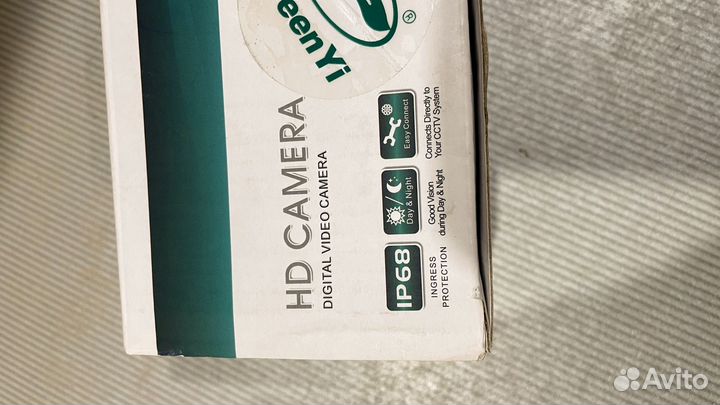 eenYi
®
HD CAMERA
DIGITAL VIDEO CAMERA
IP68
INGRESS
PROTECTION
Day & Night
Good Vision
during Day & Night
Easy Connect
Connects Directly to
Your CCTV System
Avito